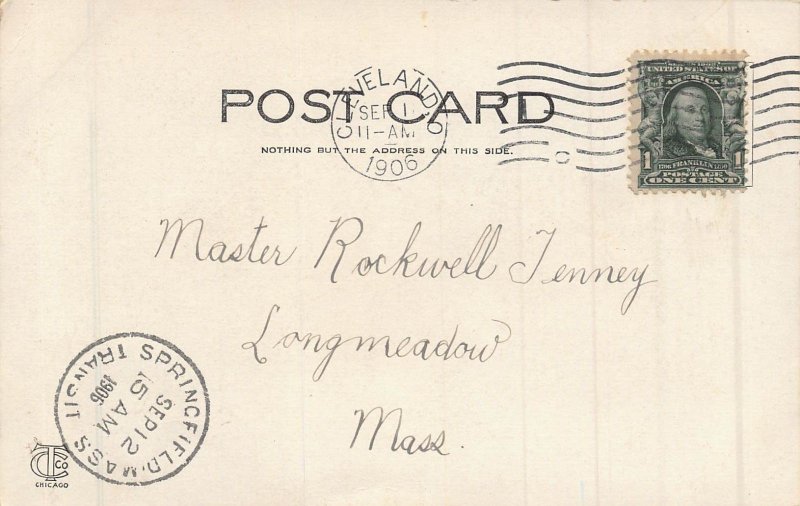 POST CARD
NOTHING BUT THE ADDRESS ON THIS SIDE.
CLEVELAND, O
SEP 1
11-AM
1906
UNITED STATES OF
AMERICA
1 FRANKLIN 1
POSTAGE
ONE CENT
Master Rockwell Tenney
Longmeadow
Mass.
SPRINGFIELD, MASS
TRANSIT
SEP 12
5 AM
1906
CTCO
CHICAGO